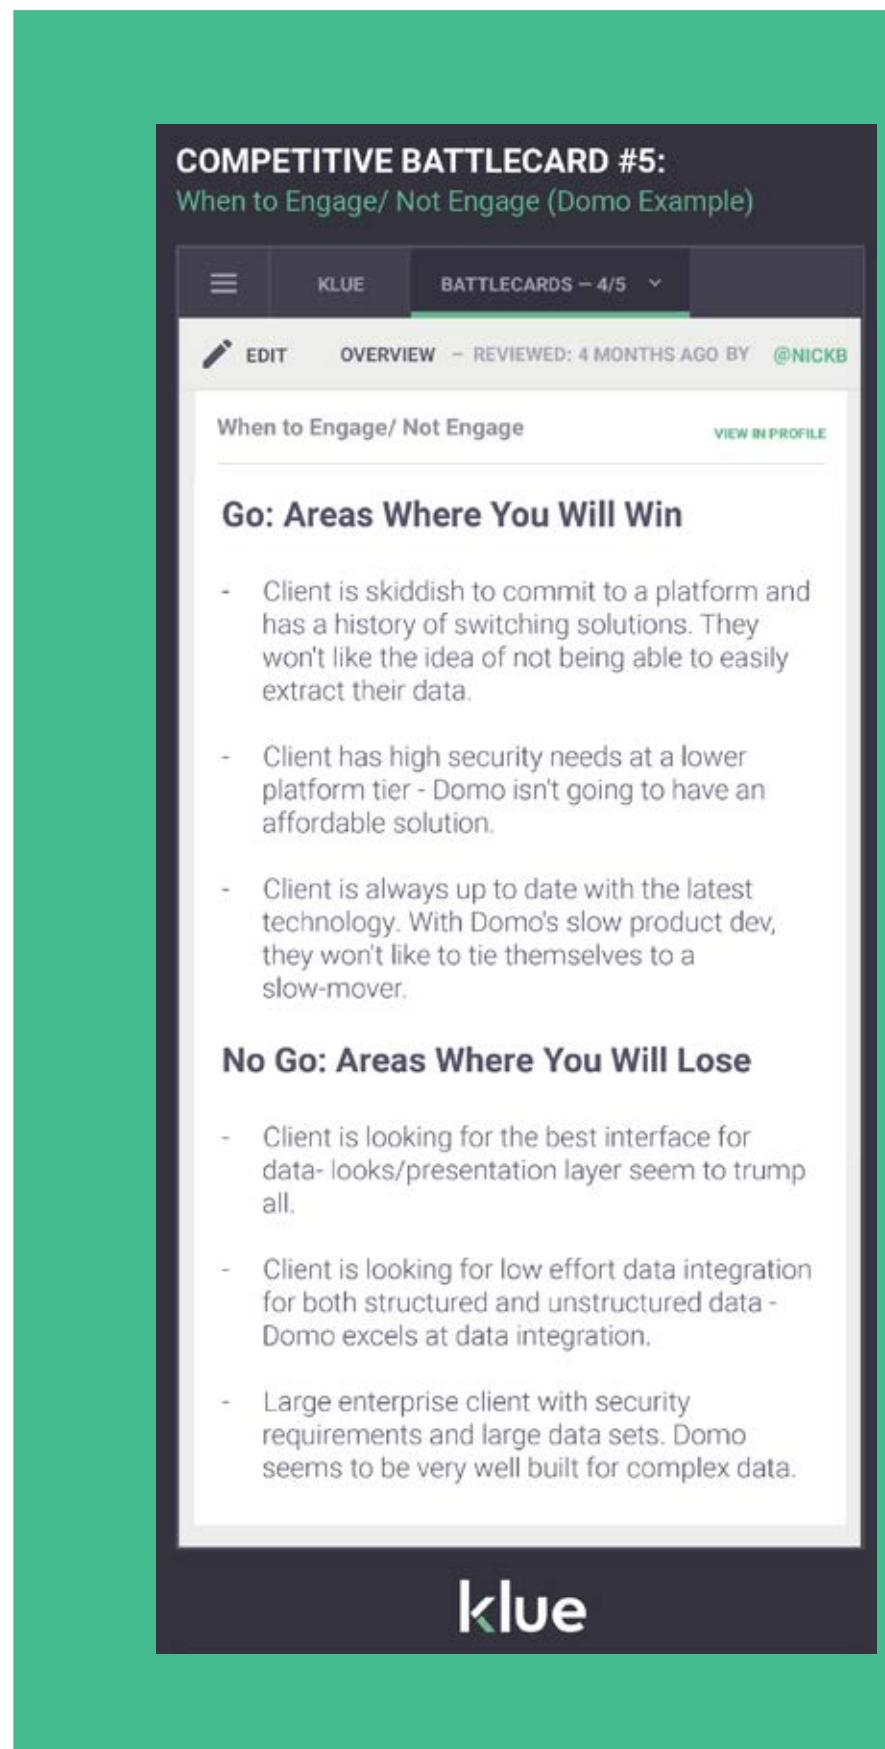 COMPETITIVE BATTLECARD #5:
When to Engage/ Not Engage (Domo Example)
KLUE
BATTLECARDS – 4/5
EDIT
OVERVIEW – REVIEWED: 4 MONTHS AGO BY @NICKB
When to Engage/ Not Engage
VIEW IN PROFILE
Go: Areas Where You Will Win
- Client is skiddish to commit to a platform and
has a history of switching solutions. They
won't like the idea of not being able to easily
extract their data.
- Client has high security needs at a lower
platform tier - Domo isn't going to have an
affordable solution.
- Client is always up to date with the latest
technology. With Domo's slow product dev,
they won't like to tie themselves to a
slow-mover.
No Go: Areas Where You Will Lose
- Client is looking for the best interface for
data- looks/presentation layer seem to trump
all.
- Client is looking for low effort data integration
for both structured and unstructured data -
Domo excels at data integration.
- Large enterprise client with security
requirements and large data sets. Domo
seems to be very well built for complex data.
klue